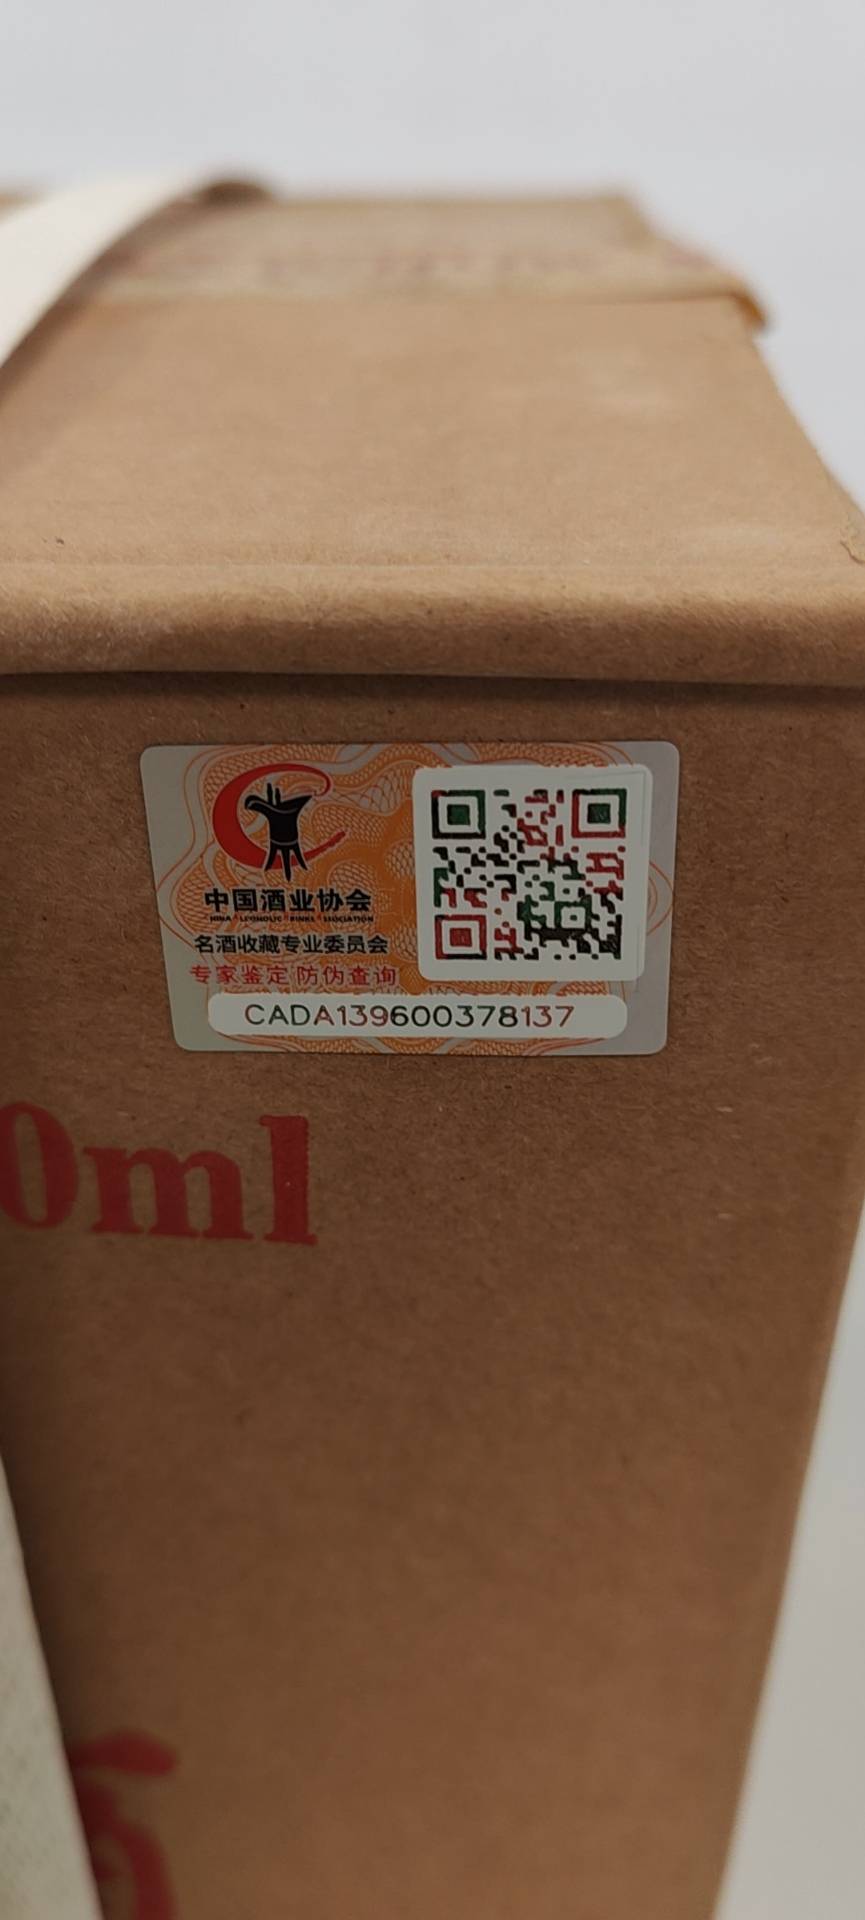 中国酒业协会
名酒收藏专业委员会
专家鉴定 防伪查询
CADA139600378137
0ml